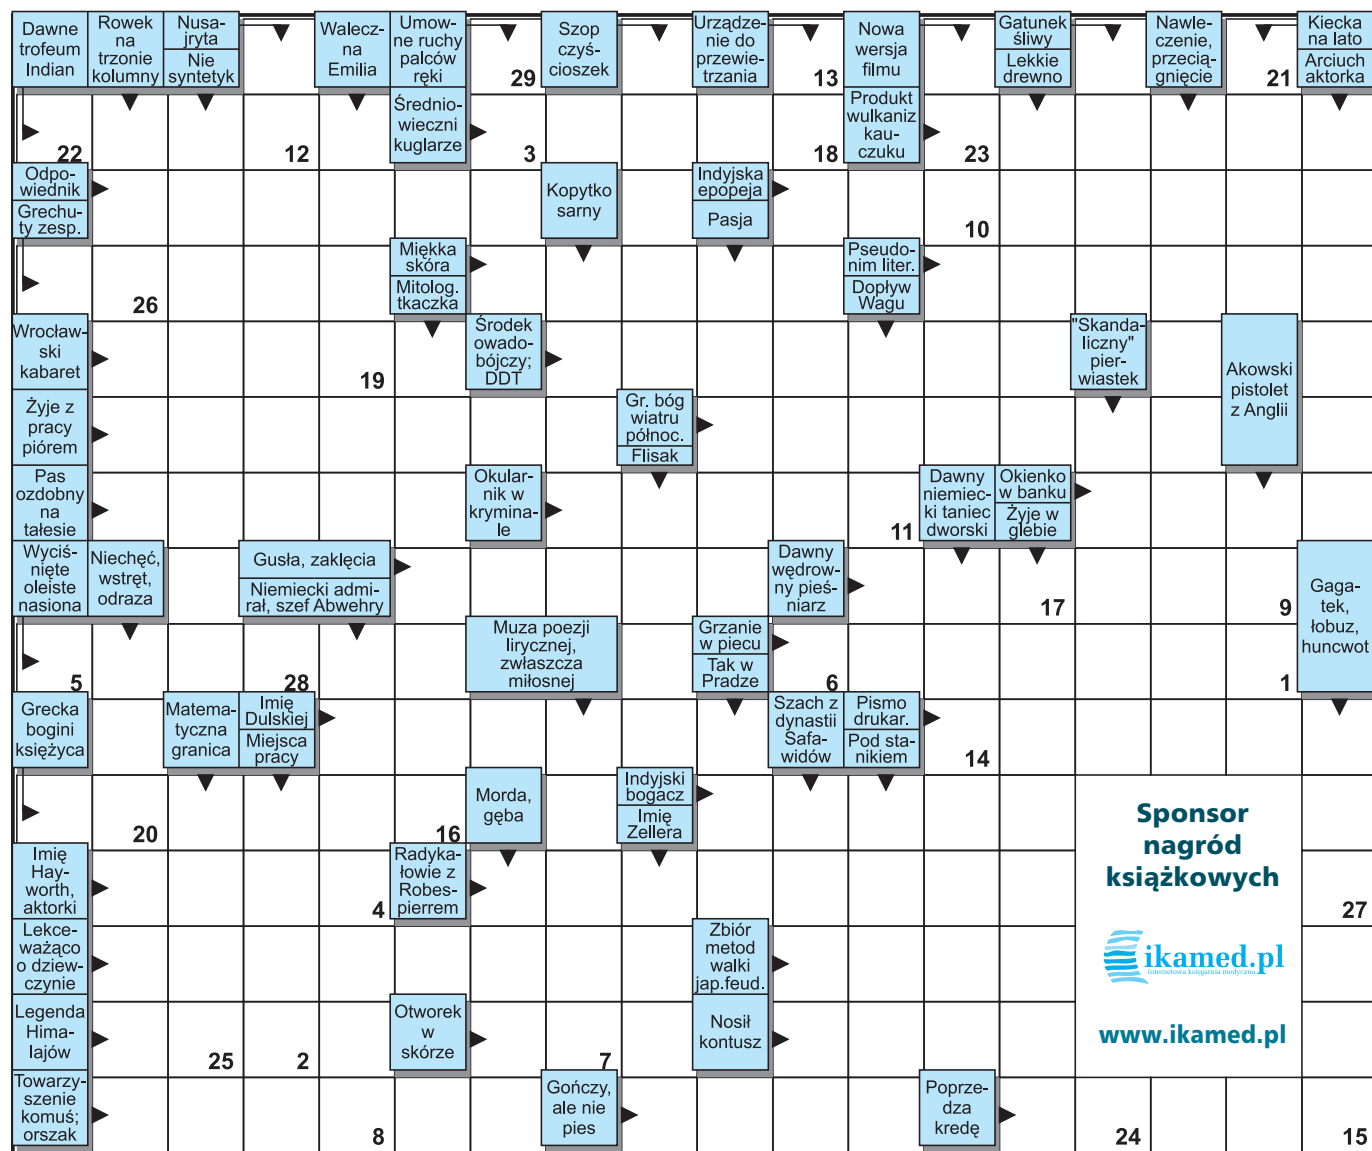 Dawne
trofeum
Indian
Rowek
na
trzonie
kolumny
Nusa-
jryta
Nie
syntetyk
Walecz-
na
Emilia
Umow-
ne ruchy
palców
ręki
29
Szop
czyś-
cioszek
Urządze-
nie do
przewie-
trzania
13
Nowa
wersja
filmu
Gatunek
śliwy
Lekkie
drewno
Nawle-
czenie,
przecią-
gnięcie
21
Kiecka
na lato
Arciuch
aktorka
22
12
Średnio-
wieczni
kuglarze
3
18
Produkt
wulkaniz
kau-
czuku
23
Odpo-
wiednik
Grechu-
ty zesp.
Kopytko
sarny
Indyjska
epopeja
Pasja
10
26
Miękka
skóra
Mitolog.
tkaczka
Pseudo-
nim liter.
Dopływ
Wagu
Wrocław-
ski
kabaret
19
Środek
owado-
bójczy;
DDT
"Skanda-
liczny"
pier-
wiastek
Akowski
pistolet
z Anglii
Żyje z
pracy
piórem
Gr. bóg
wiatru
północ.
Flisak
Pas
ozdobny
na
tałesie
Okular-
nik w
krymina-
le
11
Dawny
niemiec-
ki taniec
dworski
Okienko
w banku
Żyje w
glebie
Wyciś-
nięte
oleiste
nasiona
Niechęć,
wstręt,
odraza
Gusła, zaklęcia
Niemiecki admi-
rał, szef Abwehry
Dawny
wędrow-
ny pieś-
niarz
17
9
Gaga-
tek,
łobuz,
huncwot
5
28
Muza poezji
lirycznej,
zwłaszcza
miłosnej
Grzanie
w piecu
Tak w
Pradze
6
1
Grecka
bogini
księżyca
Matema-
tyczna
granica
Imię
Dulskiej
Miejsca
pracy
Szach z
dynastii
Safa-
widów
Pismo
drukar.
Pod sta-
nikiem
14
20
16
Morda,
gęba
Indyjski
bogacz
Imię
Zellera
Sponsor
nagród
książkowych
Imię
Hay-
worth,
aktorki
4
Radyka-
łowie z
Robes-
pierrem
27
Lekce-
ważąco
o dziew-
czynie
Zbiór
metod
walki
jap.feud.
ikamed.pl
internetowa księgarnia medyczna
Legenda
Hima-
lajów
25
2
Otworek
w
skórze
7
Nosił
kontusz
www.ikamed.pl
Towarzy-
szenie
komuś;
orszak
8
Gończy,
ale nie
pies
Poprze-
dza
kredę
24
15